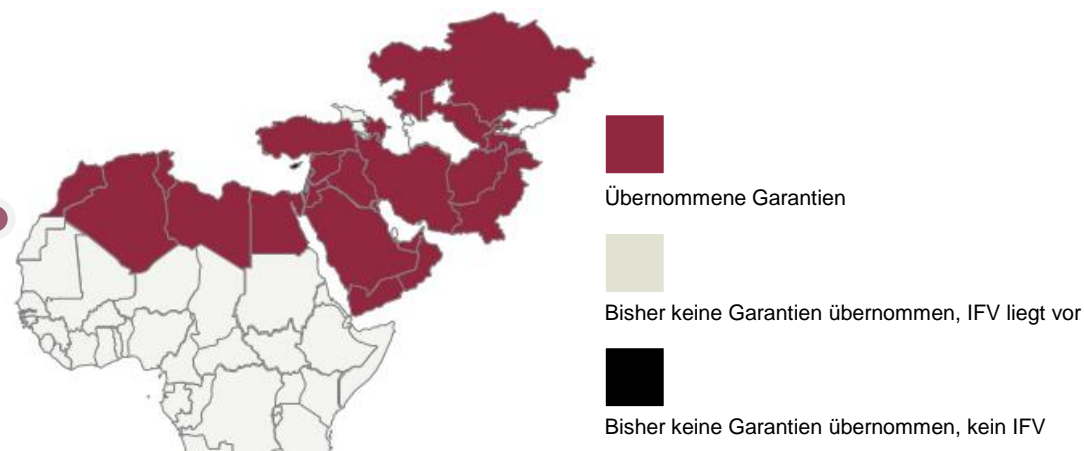 Übernommene Garantien
Bisher keine Garantien übernommen, IFV liegt vor
Bisher keine Garantien übernommen, kein IFV